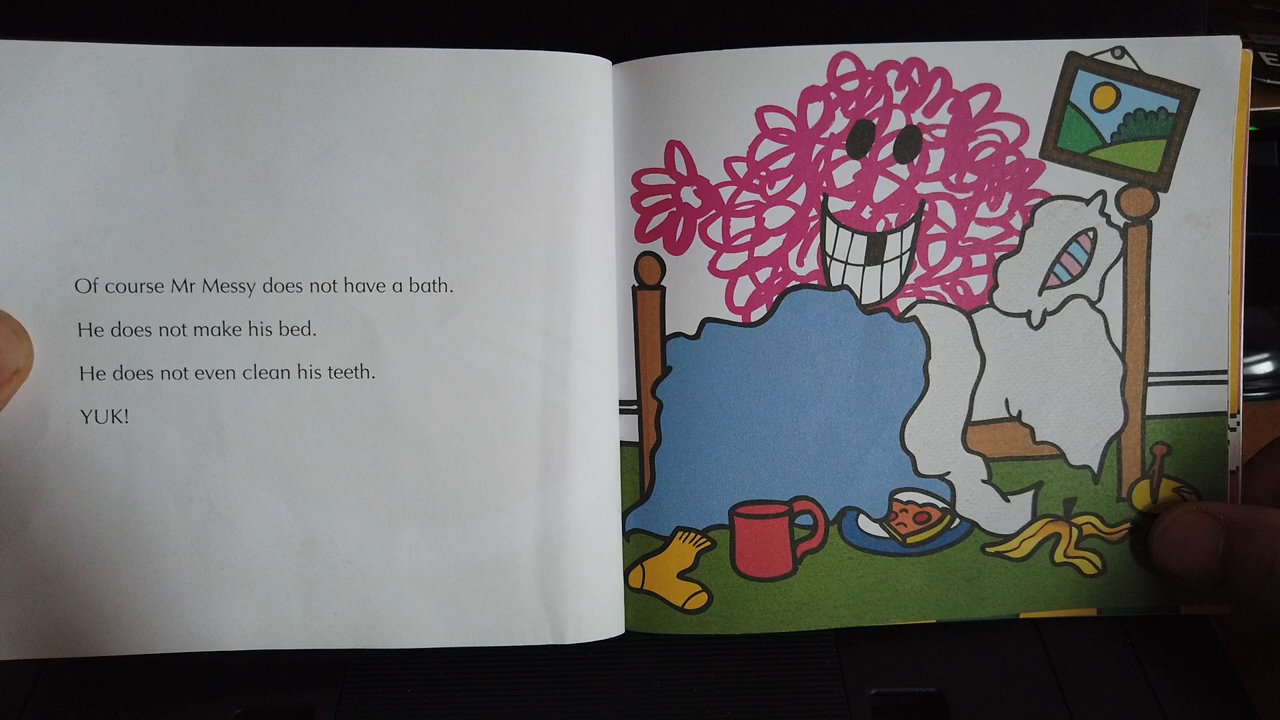 Of course Mr Messy does not have a bath.
He does not make his bed.
He does not even clean his teeth.
YUK!